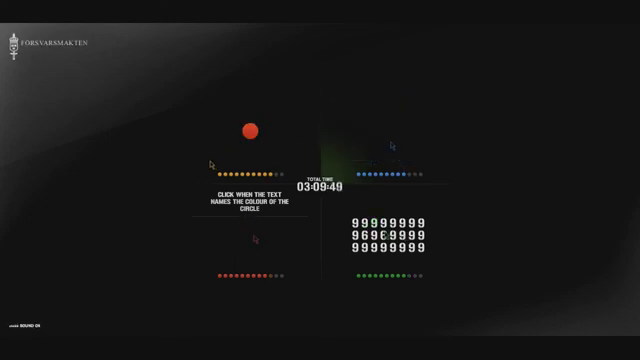 FÖRSVARSMAKTEN
TOTAL TIME
03:09:49
CLICK WHEN THE TEXT
NAMES THE COLOUR OF THE
CIRCLE
99999999
96969999
99999999
SOUND ON